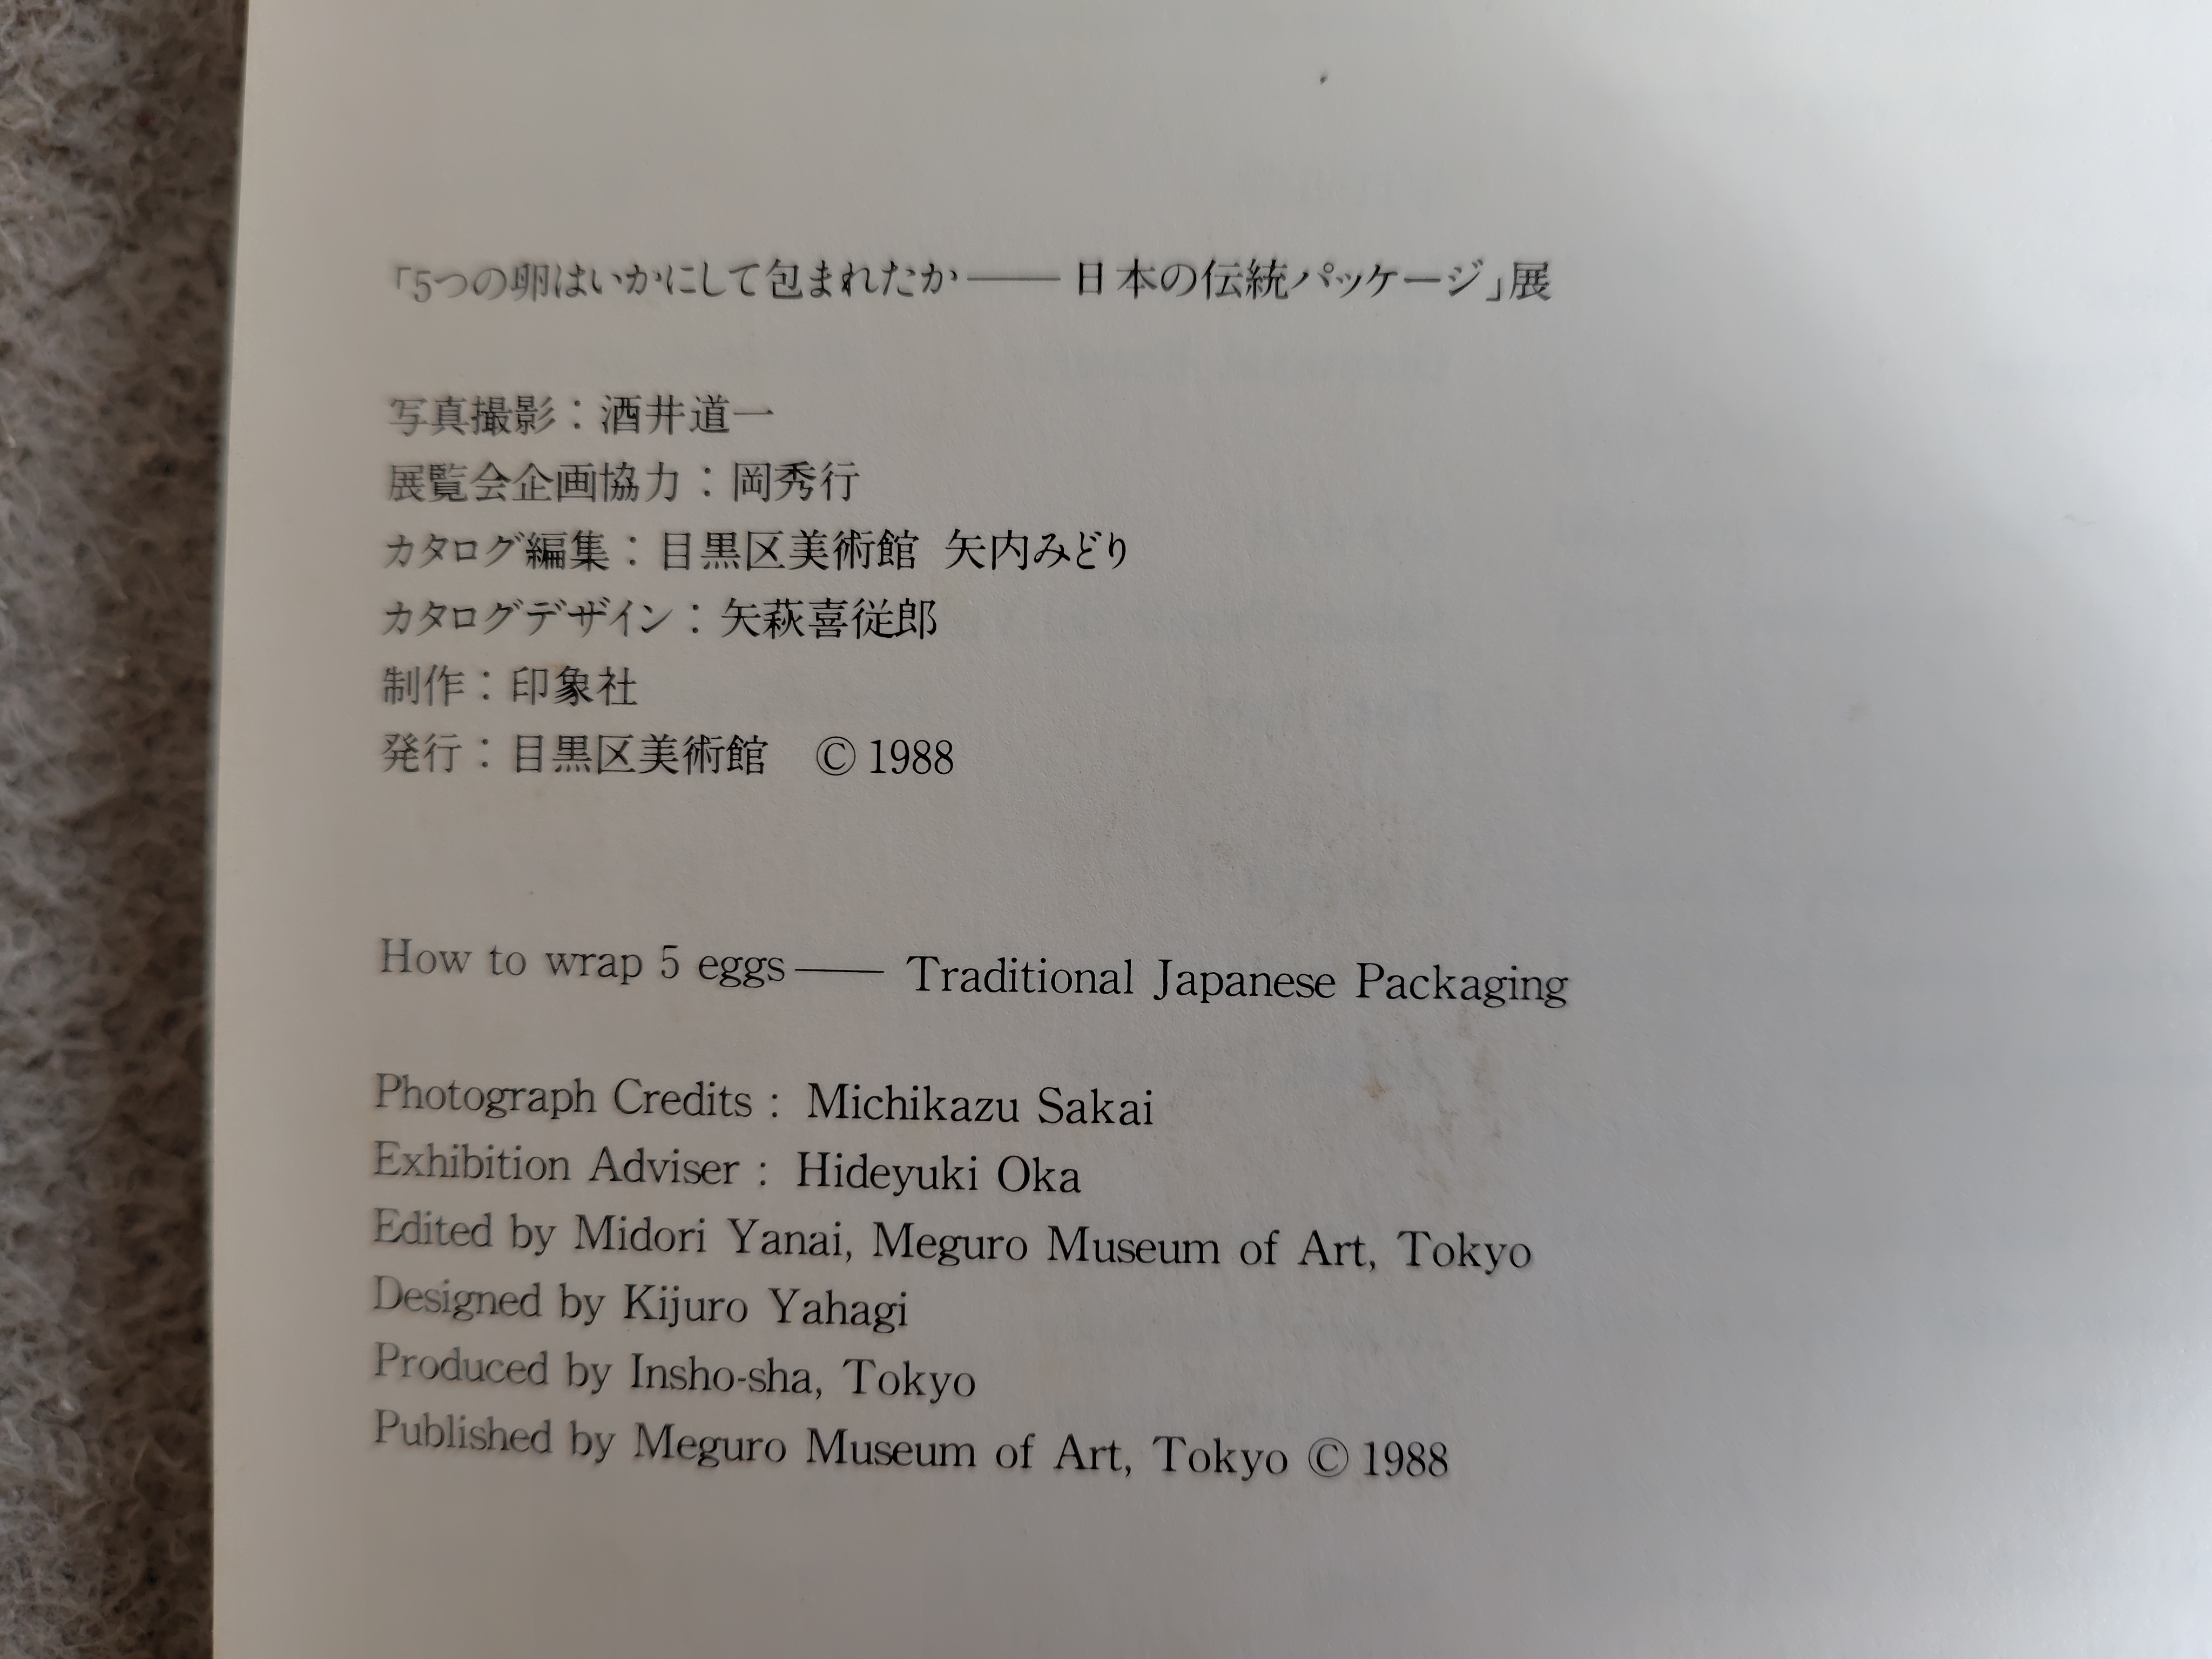 「5つの卵はいかにして包まれたか——日本の伝統パッケージ」展
写真撮影：酒井道一
展覧会企画協力：岡秀行
カタログ編集：目黒区美術館 矢内みどり
カタログデザイン：矢萩喜従郎
制作：印象社
発行：目黒区美術館 © 1988
How to wrap 5 eggs—— Traditional Japanese Packaging
Photograph Credits : Michikazu Sakai
Exhibition Adviser : Hideyuki Oka
Edited by Midori Yanai, Meguro Museum of Art, Tokyo
Designed by Kijuro Yahagi
Produced by Insho-sha, Tokyo
Published by Meguro Museum of Art, Tokyo © 1988